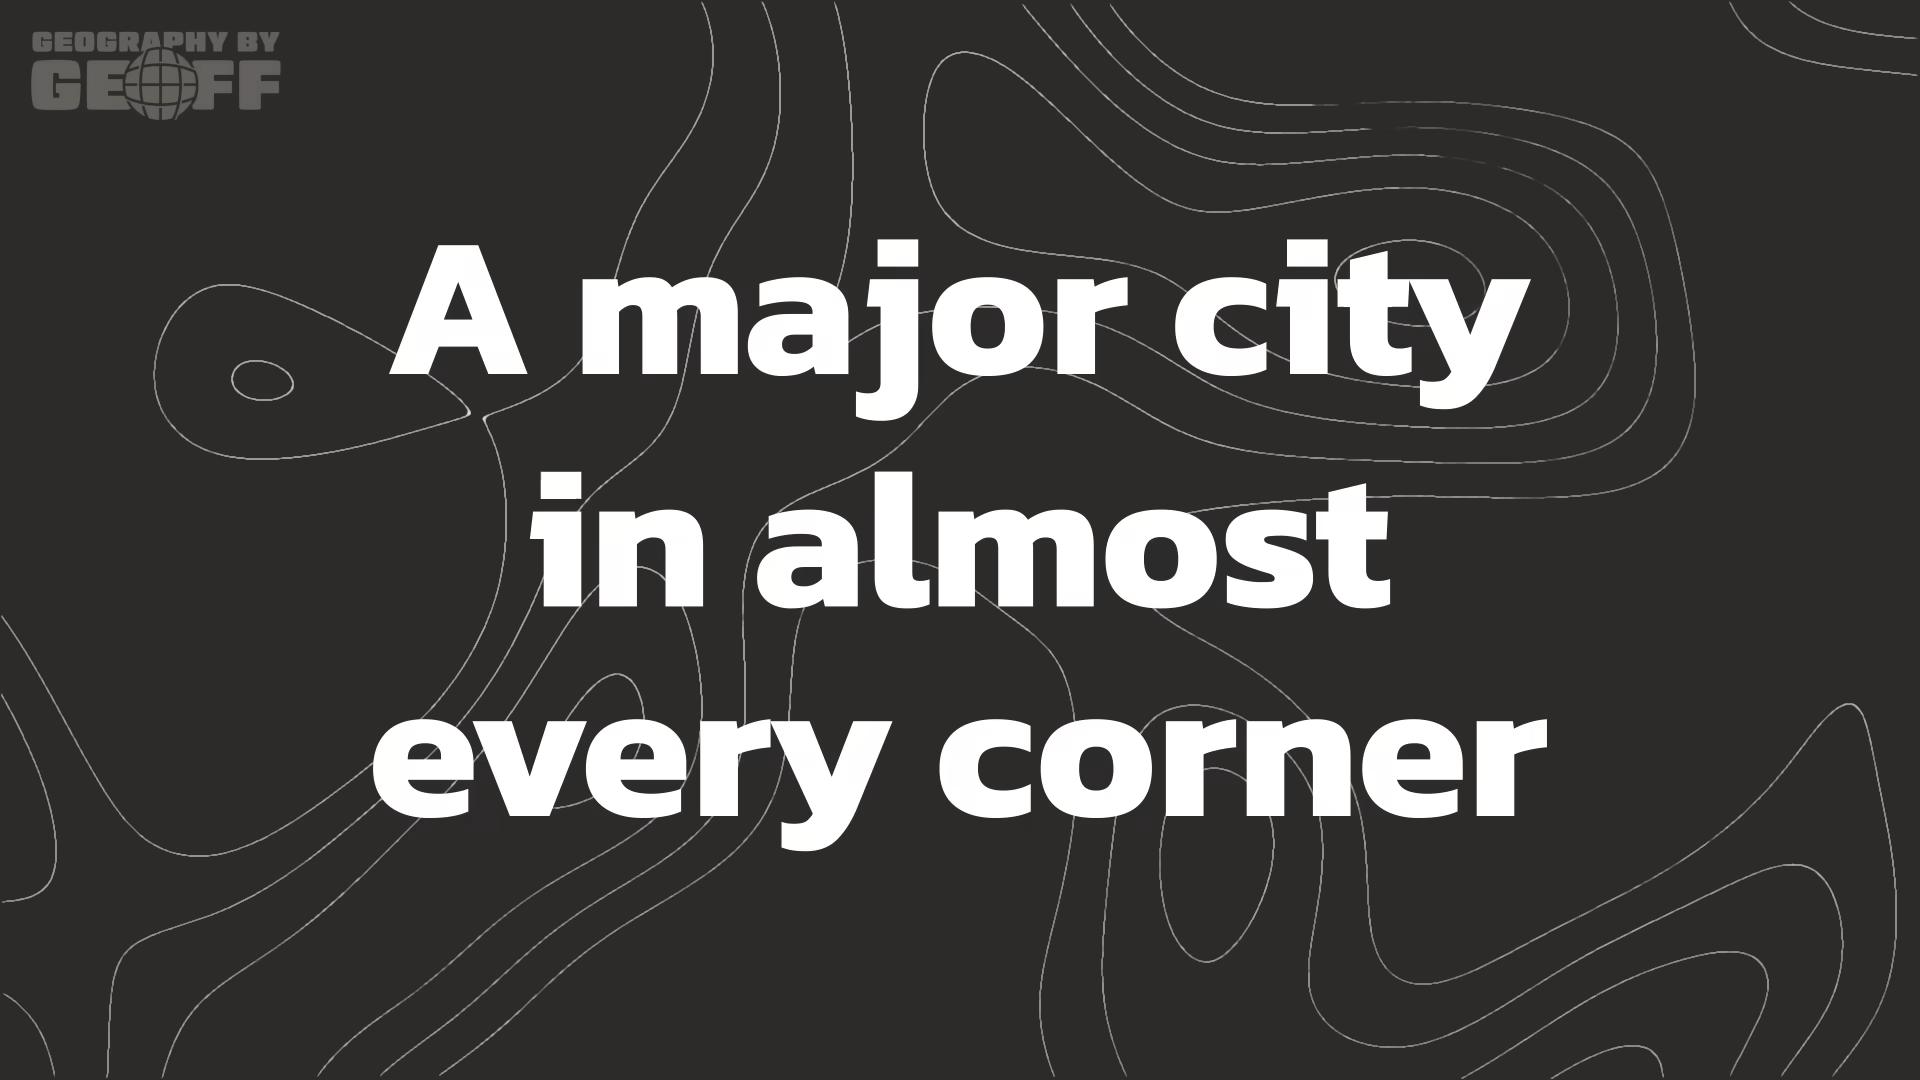 GEOGRAPHY BY
GEOFF
A major city
in almost
every corner